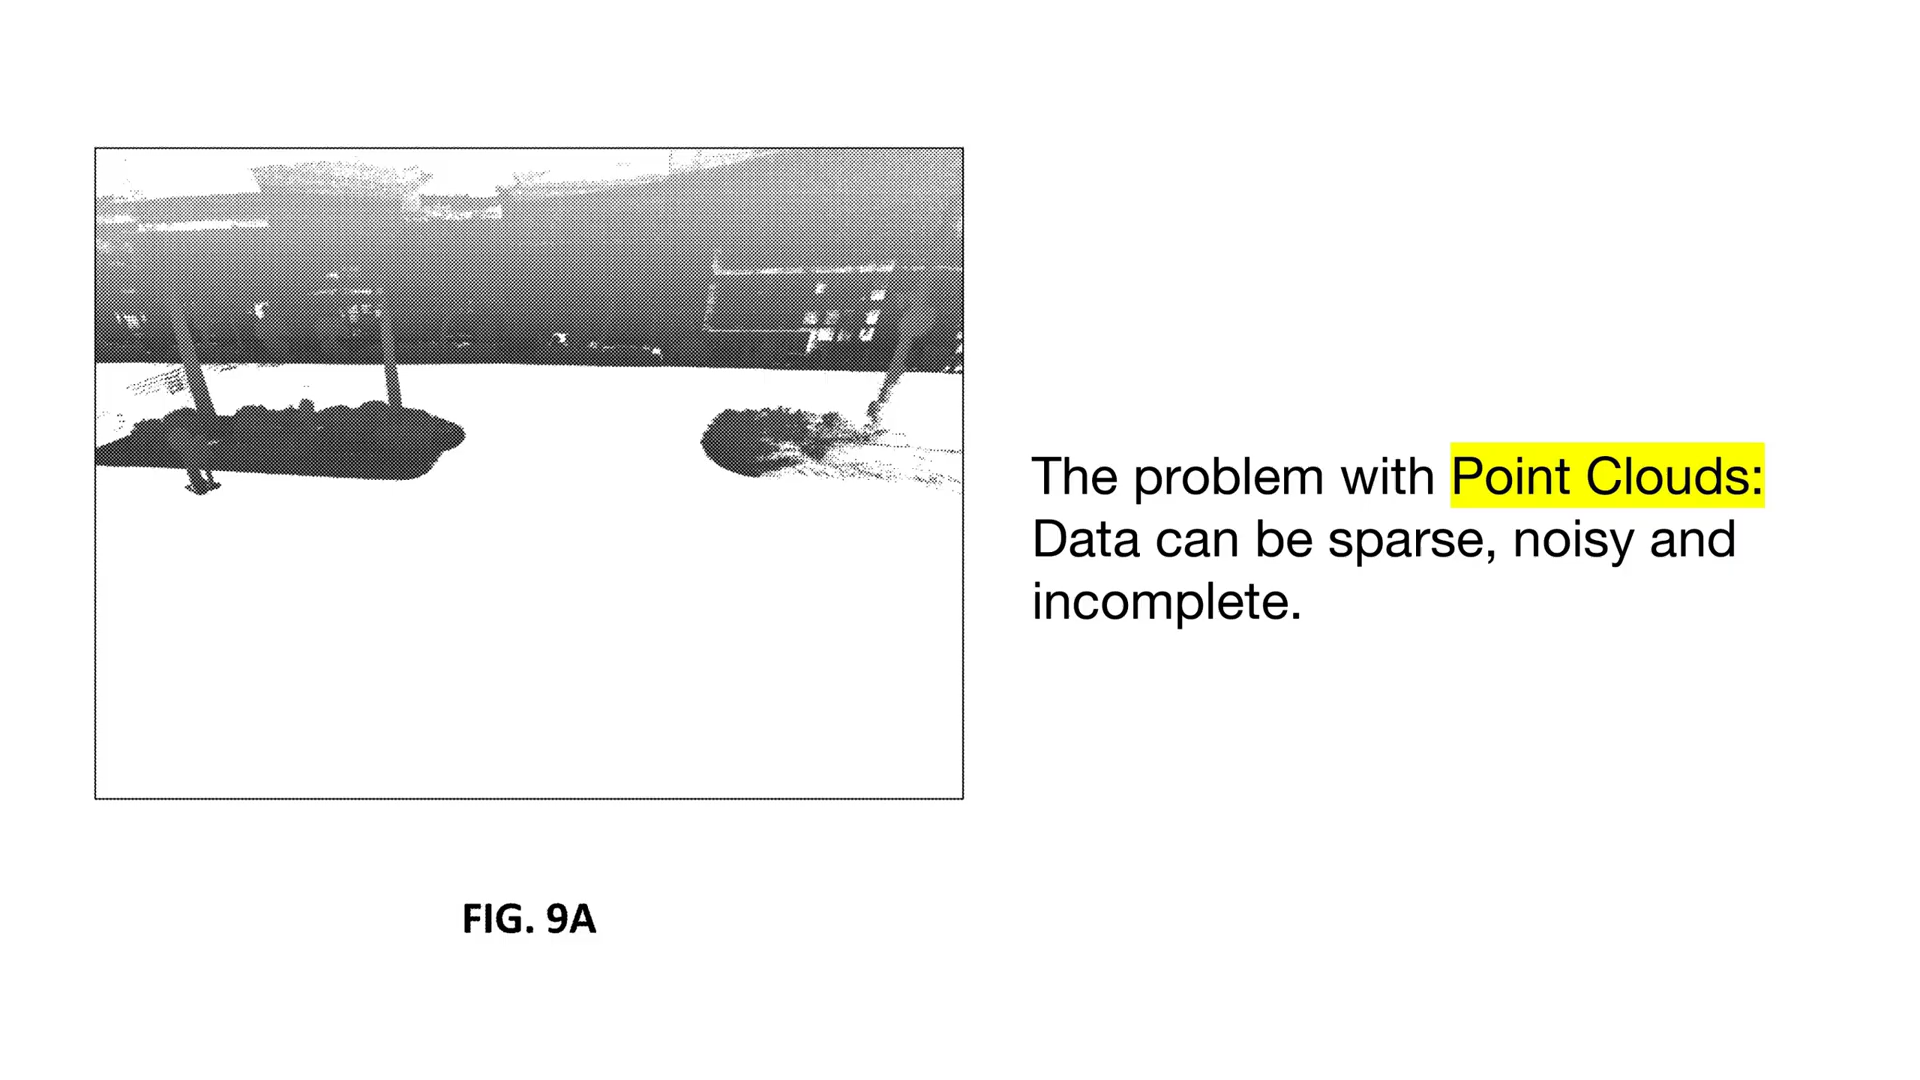 The problem with Point Clouds:
Data can be sparse, noisy and
incomplete.
FIG. 9A